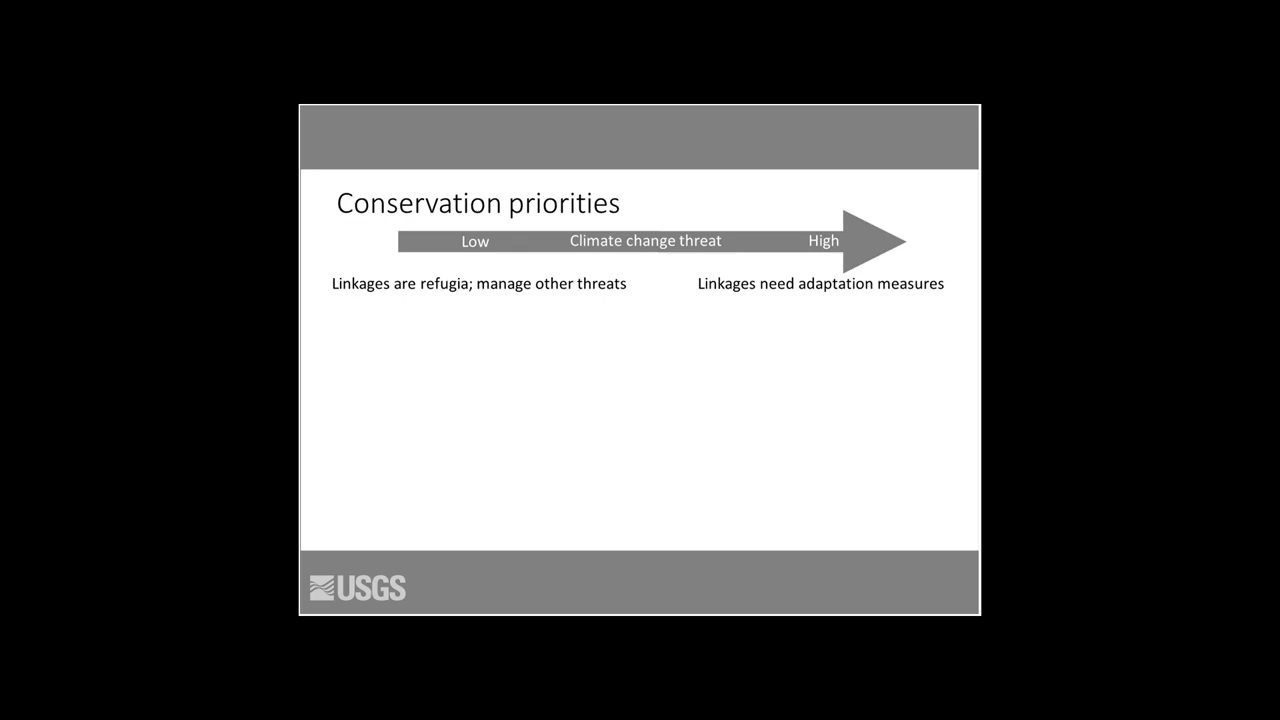 Conservation priorities
Low Climate change threat High
Linkages are refugia; manage other threats Linkages need adaptation measures
USGS